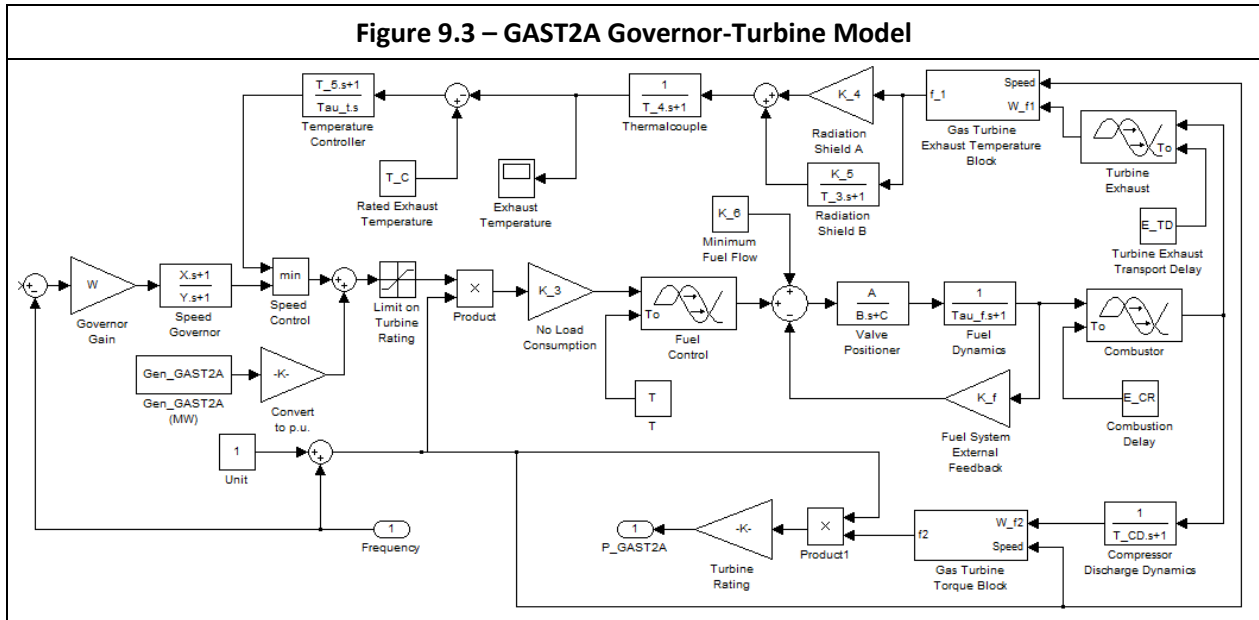 Figure 9.3 – GAST2A Governor-Turbine Model
T_5.s+1
Tau_t.s
Temperature
Controller
T_C
Rated Exhaust
Temperature
Exhaust
Temperature
1
T_4.s+1
Thermalcouple
K_4
Radiation
Shield A
K_5
T_3.s+1
Radiation
Shield B
f_1
Speed
W_f1
Gas Turbine
Exhaust Temperature
Block
To
Turbine
Exhaust
E_TD
Turbine Exhaust
Transport Delay
W
Governor
Gain
X.s+1
Y.s+1
Speed
Governor
min
Speed
Control
Limit on
Turbine
Rating
×
Product
K_3
No Load
Consumption
To
Fuel
Control
T
T
K_6
Minimum
Fuel Flow
A
B.s+C
Valve
Positioner
1
Tau_f.s+1
Fuel
Dynamics
To
Combustor
E_CR
Combustion
Delay
K_f
Fuel System
External
Feedback
Gen_GAST2A
Gen_GAST2A
(MW)
-K-
Convert
to p.u.
1
Unit
1
Frequency
1
P_GAST2A
-K-
Turbine
Rating
×
Product1
f2
W_f2
Speed
Gas Turbine
Torque Block
1
T_CD.s+1
Compressor
Discharge Dynamics